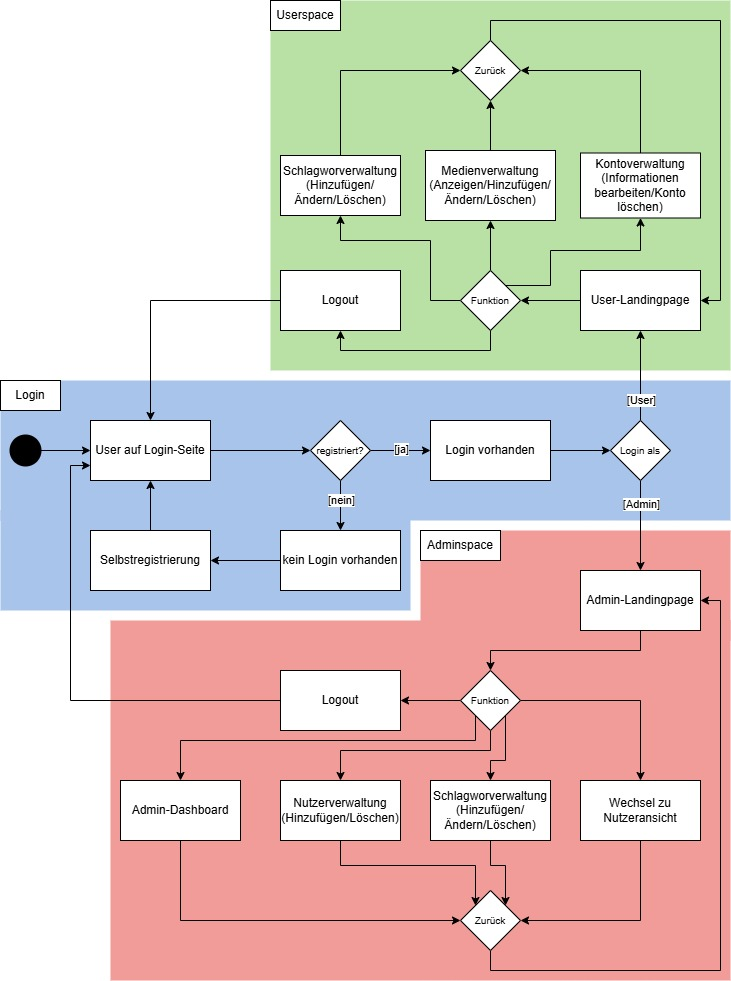 Userspace
Zurück
Schlagworverwaltung
(Hinzufügen/
Ändern/Löschen)
Medienverwaltung
(Anzeigen/Hinzufügen/
Ändern/Löschen)
Kontoverwaltung
(Informationen
bearbeiten/Konto
löschen)
Logout
Funktion
User-Landingpage
Login
[User]
User auf Login-Seite
registriert?
[ja]
Login vorhanden
Login als
[nein]
[Admin]
Selbstregistrierung
kein Login vorhanden
Adminspace
Admin-Landingpage
Logout
Funktion
Admin-Dashboard
Nutzerverwaltung
(Hinzufügen/Löschen)
Schlagworverwaltung
(Hinzufügen/
Ändern/Löschen)
Wechsel zu
Nutzeransicht
Zurück